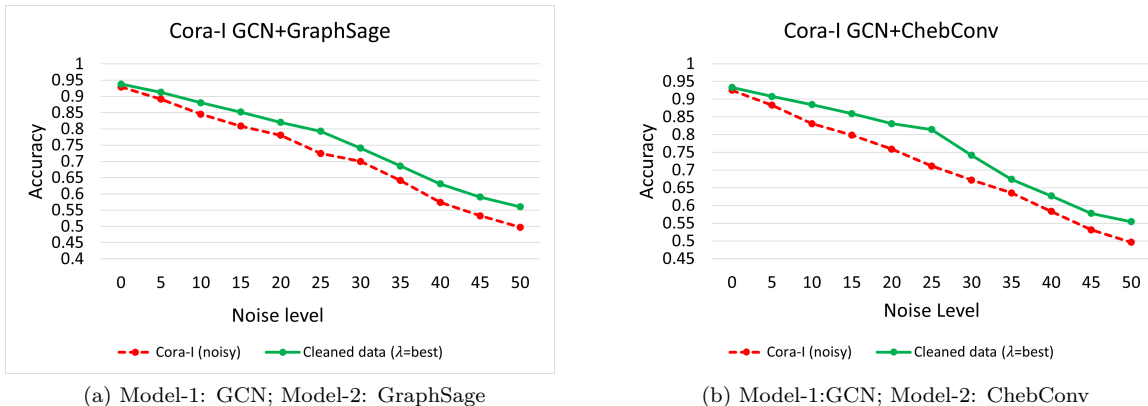 Cora-I GCN+GraphSage
1
0.95
0.9
0.85
0.8
0.75
0.7
0.65
0.6
0.55
0.5
0.45
0.4
Accuracy
0 5 10 15 20 25 30 35 40 45 50
Noise level
Cora-I (noisy) Cleaned data (λ=best)
(a) Model-1: GCN; Model-2: GraphSage
Cora-I GCN+ChebConv
1
0.95
0.9
0.85
0.8
0.75
0.7
0.65
0.6
0.55
0.5
0.45
Accuracy
0 5 10 15 20 25 30 35 40 45 50
Noise Level
Cora-I (noisy) Cleaned data (λ=best)
(b) Model-1:GCN; Model-2: ChebConv